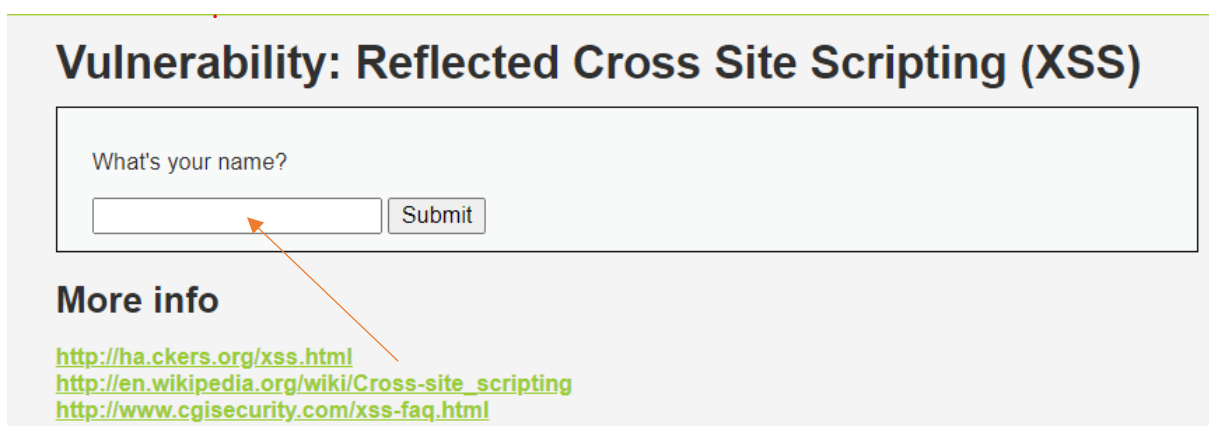 Vulnerability: Reflected Cross Site Scripting (XSS)
What's your name?
Submit
More info
http://ha.ckers.org/xss.html
http://en.wikipedia.org/wiki/Cross-site_scripting
http://www.cgisecurity.com/xss-faq.html